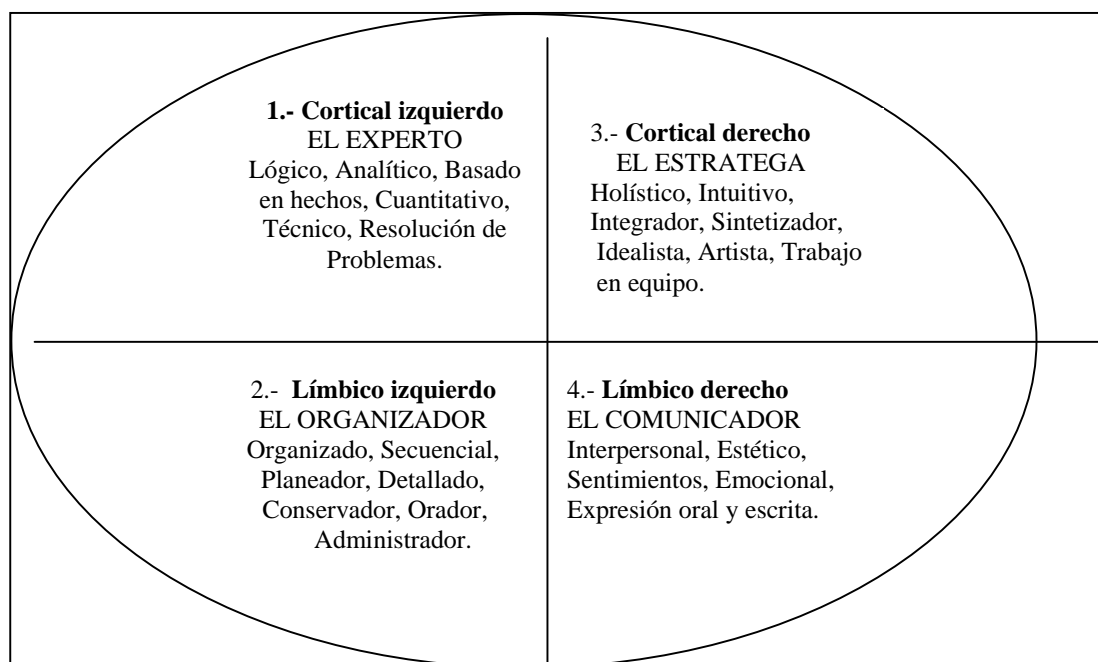 1.- Cortical izquierdo
EL EXPERTO
Lógico, Analítico, Basado
en hechos, Cuantitativo,
Técnico, Resolución de
Problemas.
2.- Límbico izquierdo
EL ORGANIZADOR
Organizado, Secuencial,
Planeador, Detallado,
Conservador, Orador,
Administrador.
3.- Cortical derecho
EL ESTRATEGA
Holístico, Intuitivo,
Integrador, Sintetizador,
Idealista, Artista, Trabajo
en equipo.
4.- Límbico derecho
EL COMUNICADOR
Interpersonal, Estético,
Sentimientos, Emocional,
Expresión oral y escrita.